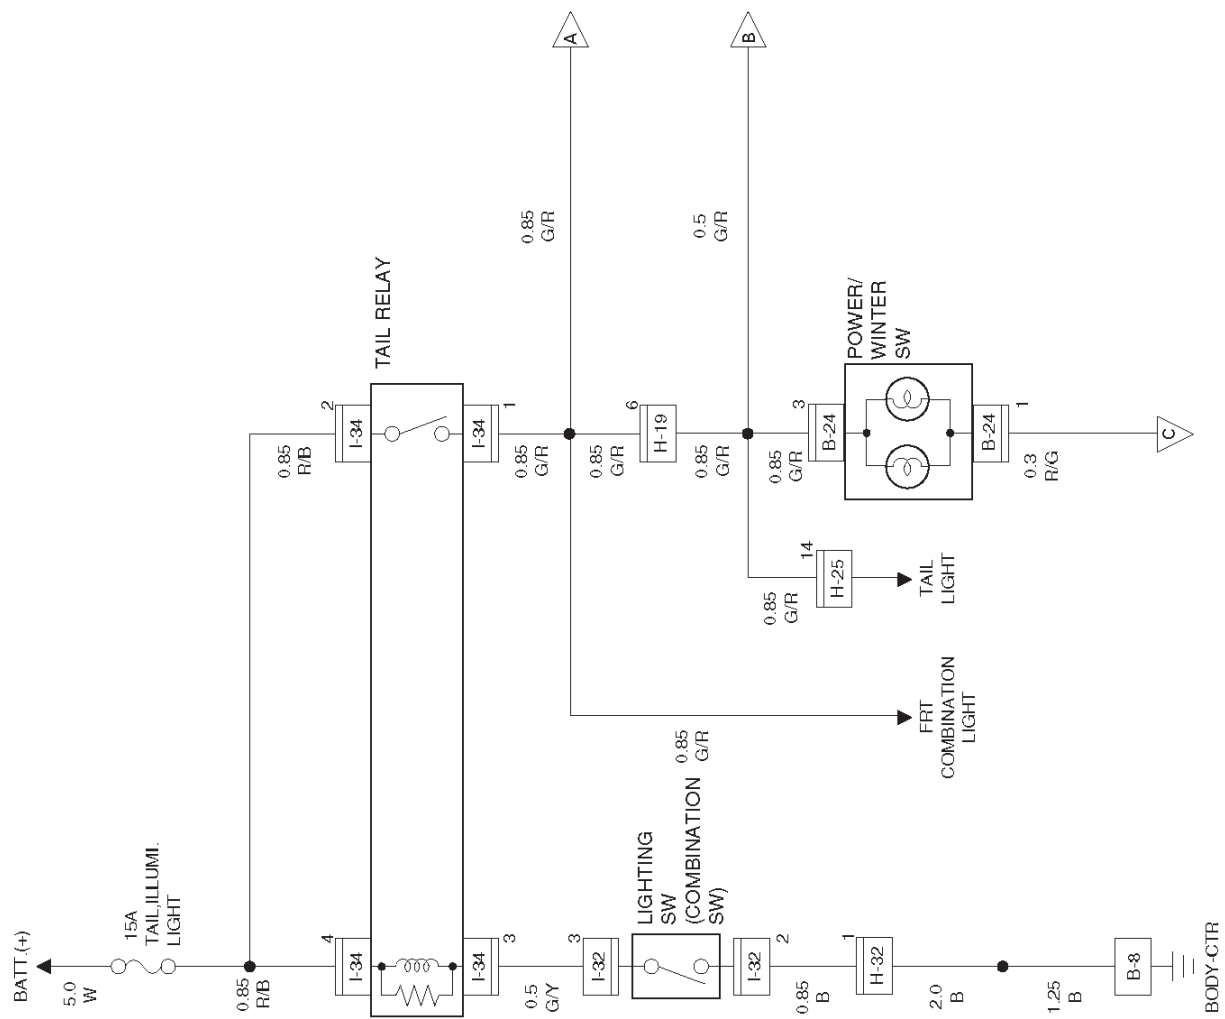 BATT.(+)
5.0
W
15A
TAIL,ILLUMI.
LIGHT
0.85
R/B
4
I-34
I-34
3
0.5
G/Y
3
I-32
LIGHTING
SW
(COMBINATION
SW)
I-32
2
0.85
B
1
H-32
2.0
B
1.25
B
B-8
BODY-CTR
0.85
R/B
2
I-34
TAIL RELAY
I-34
1
0.85
G/R
0.85
G/R
A
0.85
G/R
6
H-19
0.85
G/R
0.85
G/R
FRT
COMBINATION
LIGHT
0.5
G/R
B
0.85
G/R
14
H-25
TAIL
LIGHT
0.85
G/R
3
B-24
POWER/
WINTER
SW
B-24
1
0.3
R/G
C